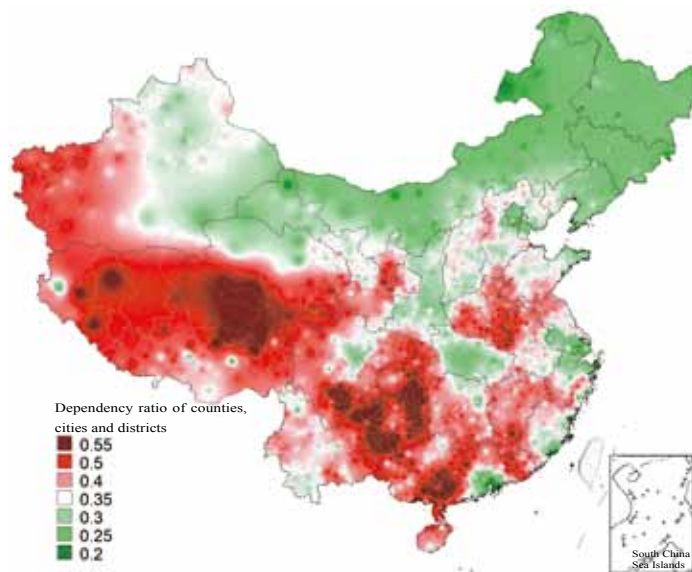 Dependency ratio of counties,
cities and districts
0.55
0.5
0.4
0.35
0.3
0.25
0.2
South China
Sea Islands